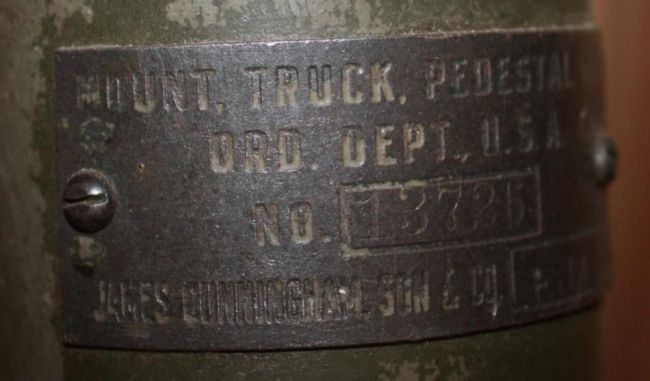 MOUNT, TRUCK, PEDESTAL
ORD. DEPT., U.S.A
NO. 13726
JAMES CUNNINGHAM, SON & CO.